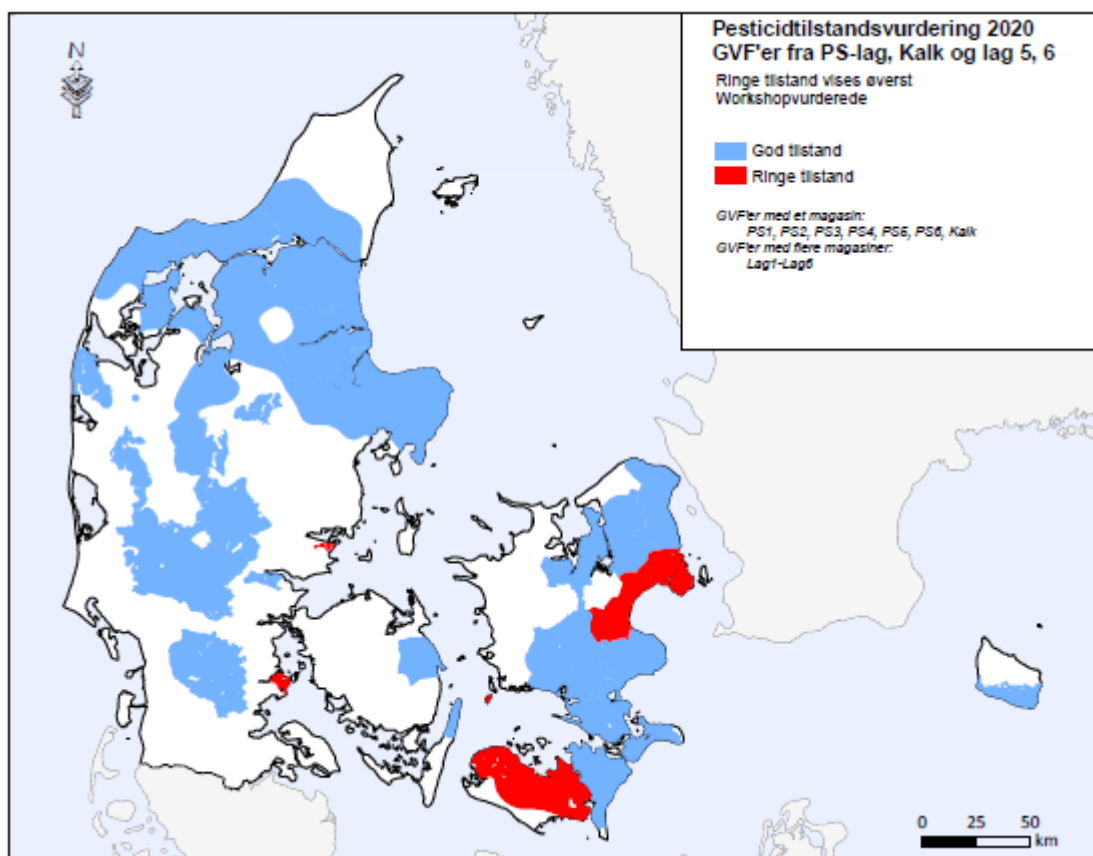 Pesticidtilstandsvurdering 2020
GVF'er fra PS-lag, Kalk og lag 5, 6
Ringe tilstand vises øverst
Workshopvurderede
N
God tilstand
Ringe tilstand
GVF'er med et magasin:
PS1, PS2, PS3, PS4, PS5, PS6, Kalk
GVF'er med flere magasiner:
Lag1-Lag6
0 25 50
km